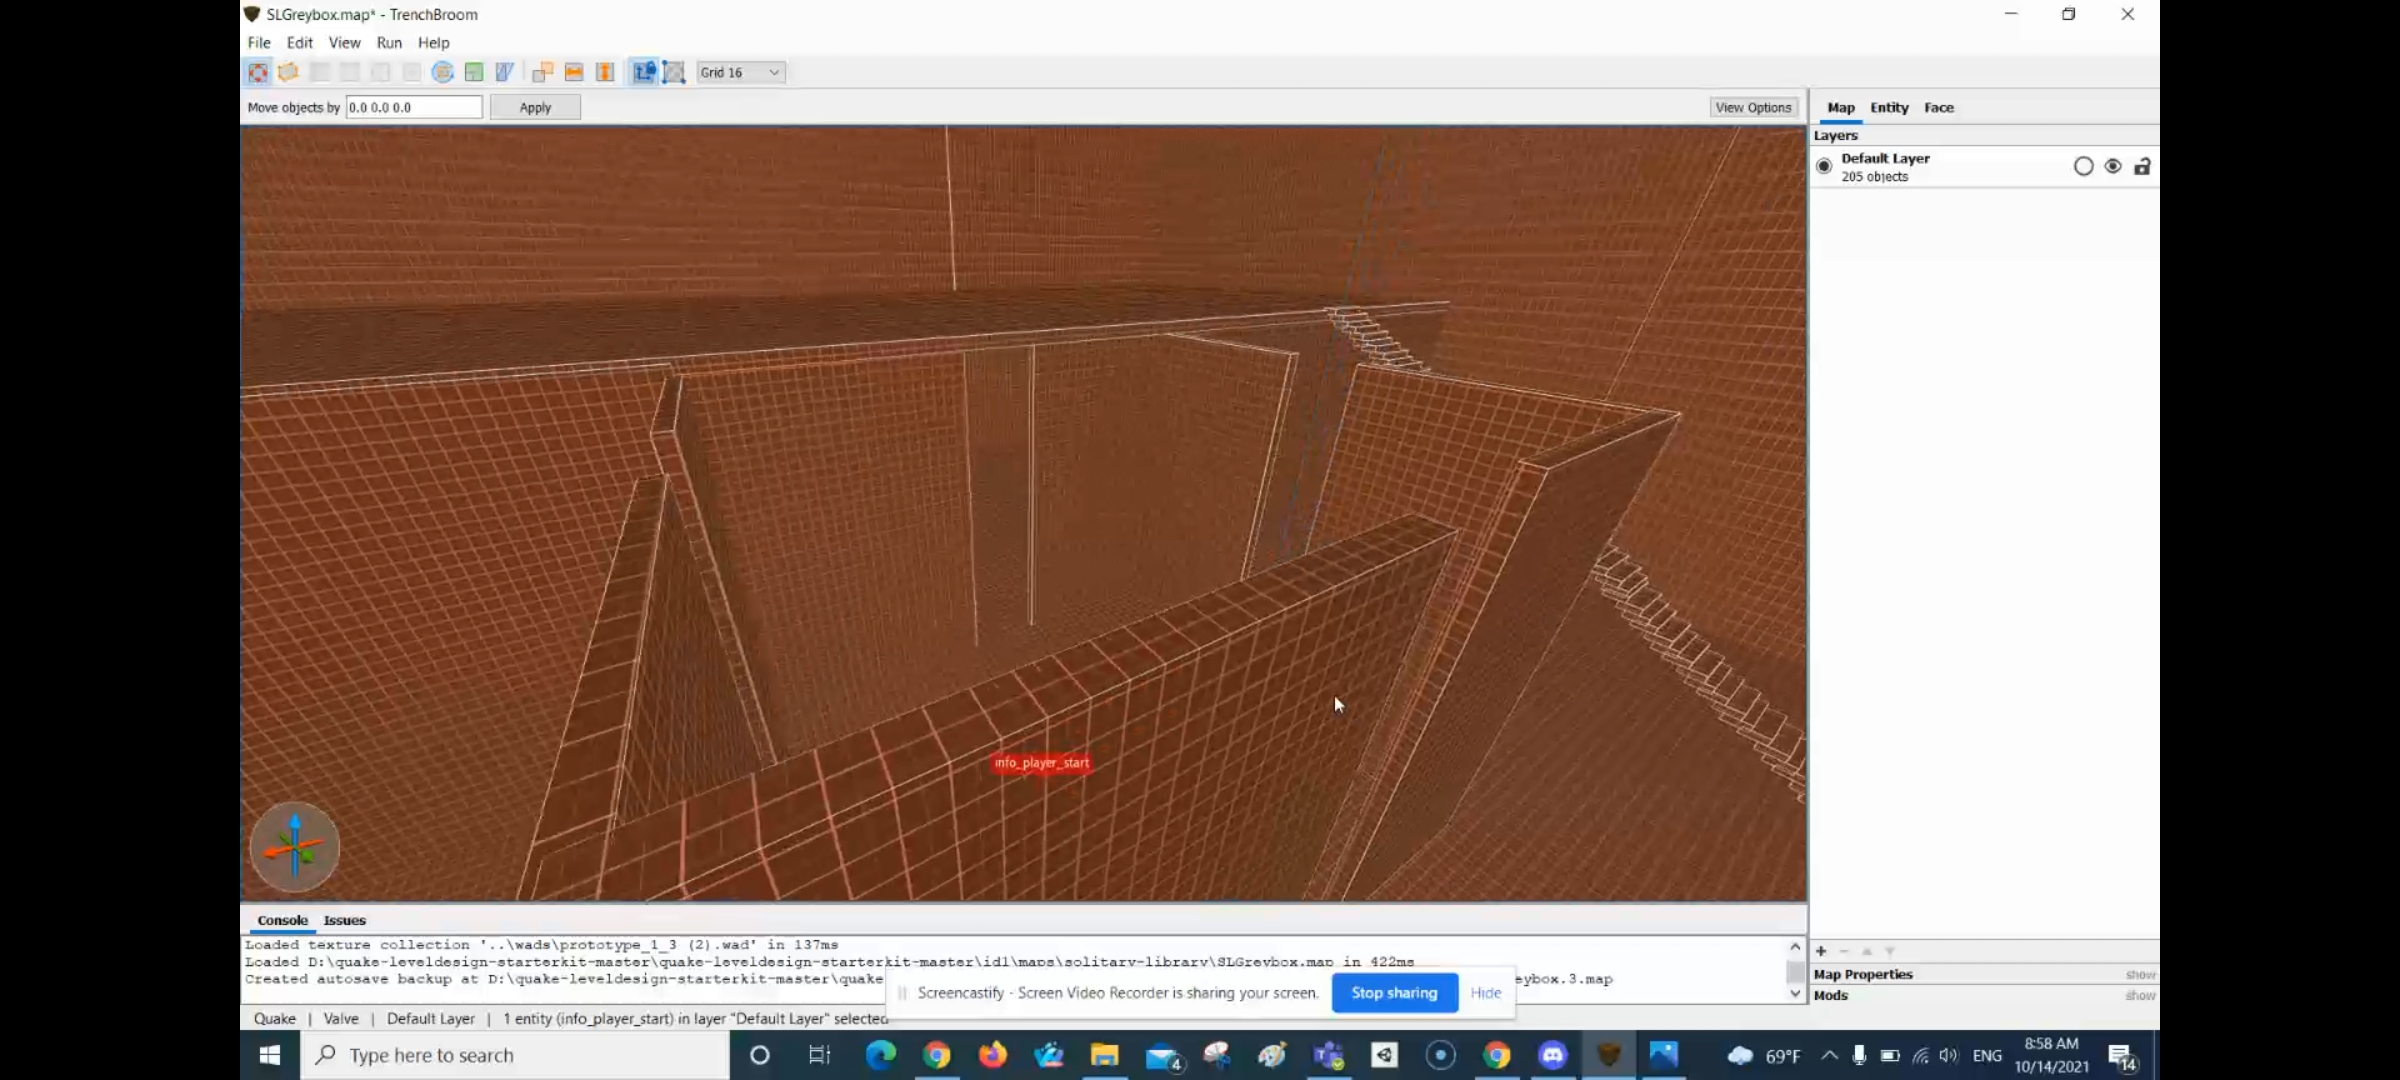 SLGreybox.map* - TrenchBroom
File Edit View Run Help
Grid 16
Move objects by 0.0 0.0 0.0 Apply View Options
Map Entity Face
Layers
Default Layer
205 objects
info_player_start
Console Issues
Loaded texture collection '..\wads\prototype_1_3 (2).wad' in 137ms
Loaded D:\quake-leveldesign-starterkit-master\quake-leveldesign-starterkit-master\id1\maps\solitary-library\SLGreybox.map in 422ms
Created autosave backup at D:\quake-leveldesign-starterkit-master\quake eybox.3.map
Screencastify - Screen Video Recorder is sharing your screen. Stop sharing Hide
Map Properties show
Mods show
Quake | Valve | Default Layer | 1 entity (info_player_start) in layer "Default Layer" selected
Type here to search
4
69°F
ENG
8:58 AM
10/14/2021
14